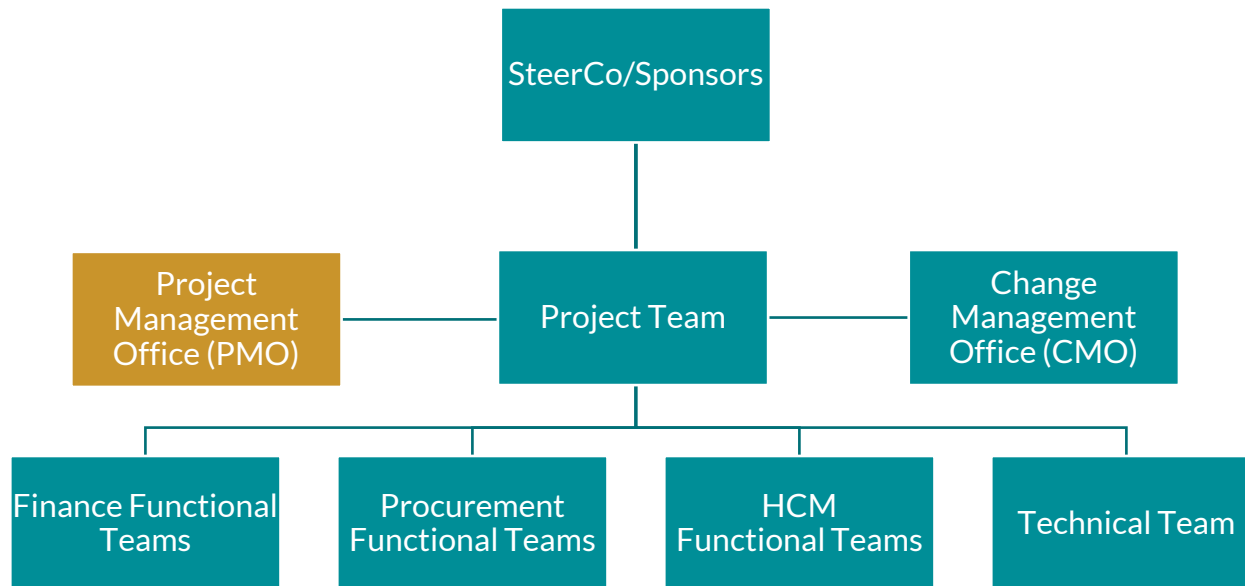 SteerCo/Sponsors
Project
Management
Office (PMO)
Project Team
Change
Management
Office (CMO)
Finance Functional
Teams
Procurement
Functional Teams
HCM
Functional Teams
Technical Team